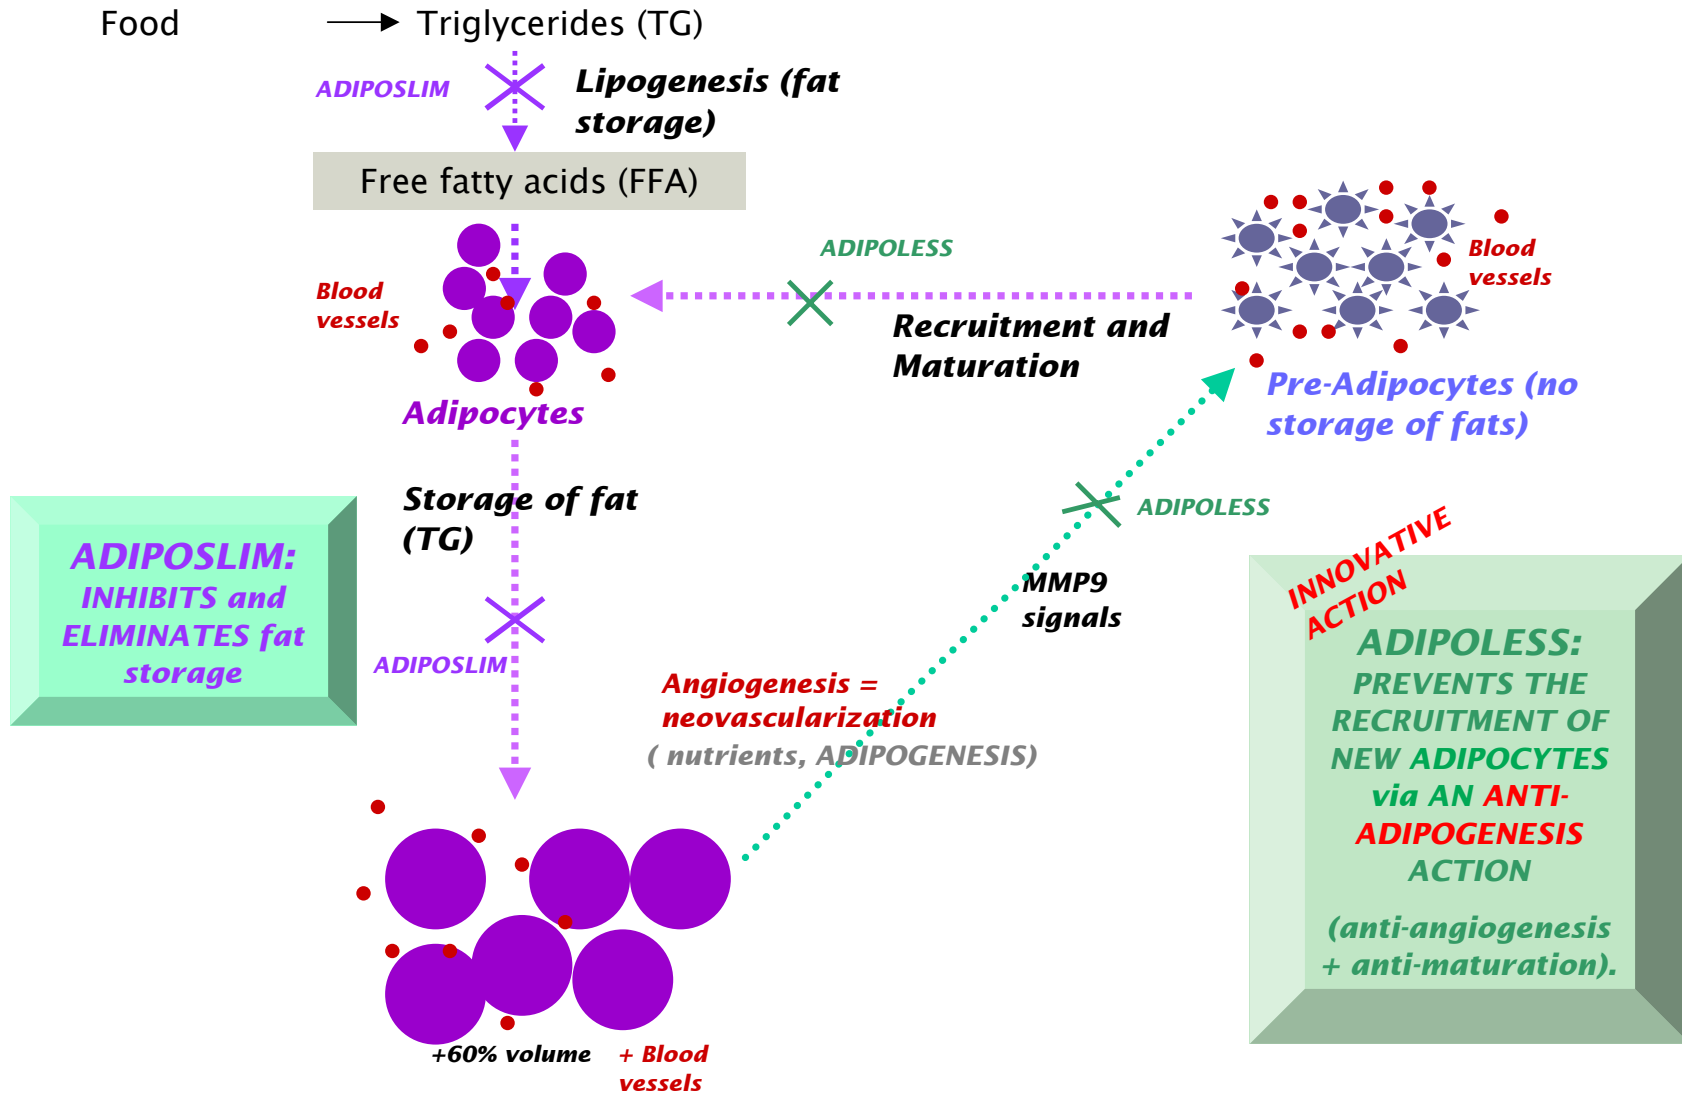 Food
Triglycerides (TG)
ADIPOSLIM
Lipogenesis (fat
storage)
Free fatty acids (FFA)
Blood
vessels
ADIPOLESS
Blood
vessels
Recruitment and
Maturation
Adipocytes
Pre-Adipocytes (no
storage of fats)
Storage of fat
(TG)
ADIPOLESS
ADIPOSLIM:
INHIBITS and
ELIMINATES fat
storage
MMP9
signals
ADIPOSLIM
Angiogenesis =
neovascularization
( nutrients, ADIPOGENESIS)
INNOVATIVE
ACTION
ADIPOLESS:
PREVENTS THE
RECRUITMENT OF
NEW ADIPOCYTES
via AN ANTI-
ADIPOGENESIS
ACTION
(anti-angiogenesis
+ anti-maturation).
+60% volume
+ Blood
vessels